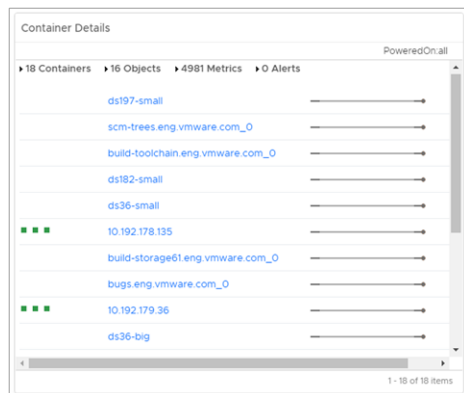 Container Details
PoweredOn:all
18 Containers 16 Objects 4981 Metrics 0 Alerts
ds197-small
scm-trees.eng.vmware.com_0
build-toolchain.eng.vmware.com_0
ds182-small
ds36-small
10.192.178.135
build-storage61.eng.vmware.com_0
bugs.eng.vmware.com_0
10.192.179.36
ds36-big
1 - 18 of 18 items